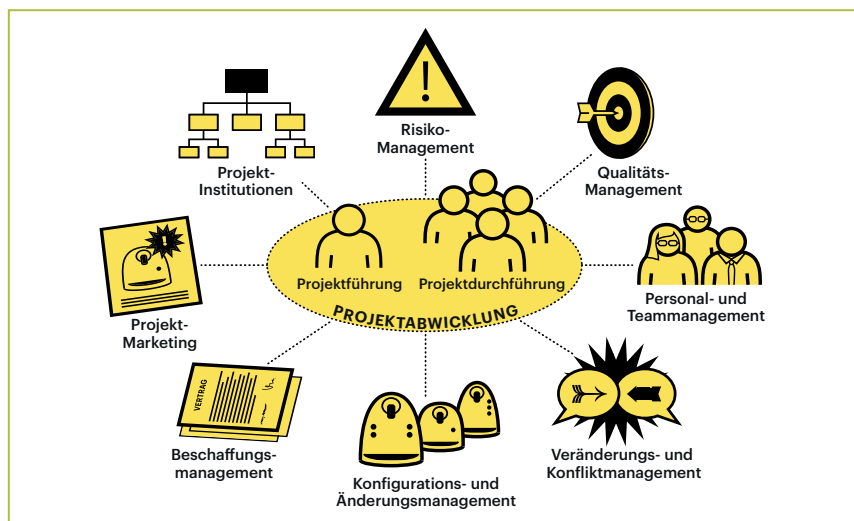 Risiko-
Management
Projekt-
Institutionen
Qualitäts-
Management
Projektführung
Projektdurchführung
PROJEKTABWICKLUNG
Projekt-
Marketing
Personal- und
Teammanagement
VERTRAG
Beschaffungs-
management
Konfigurations- und
Änderungsmanagement
Veränderungs- und
Konfliktmanagement